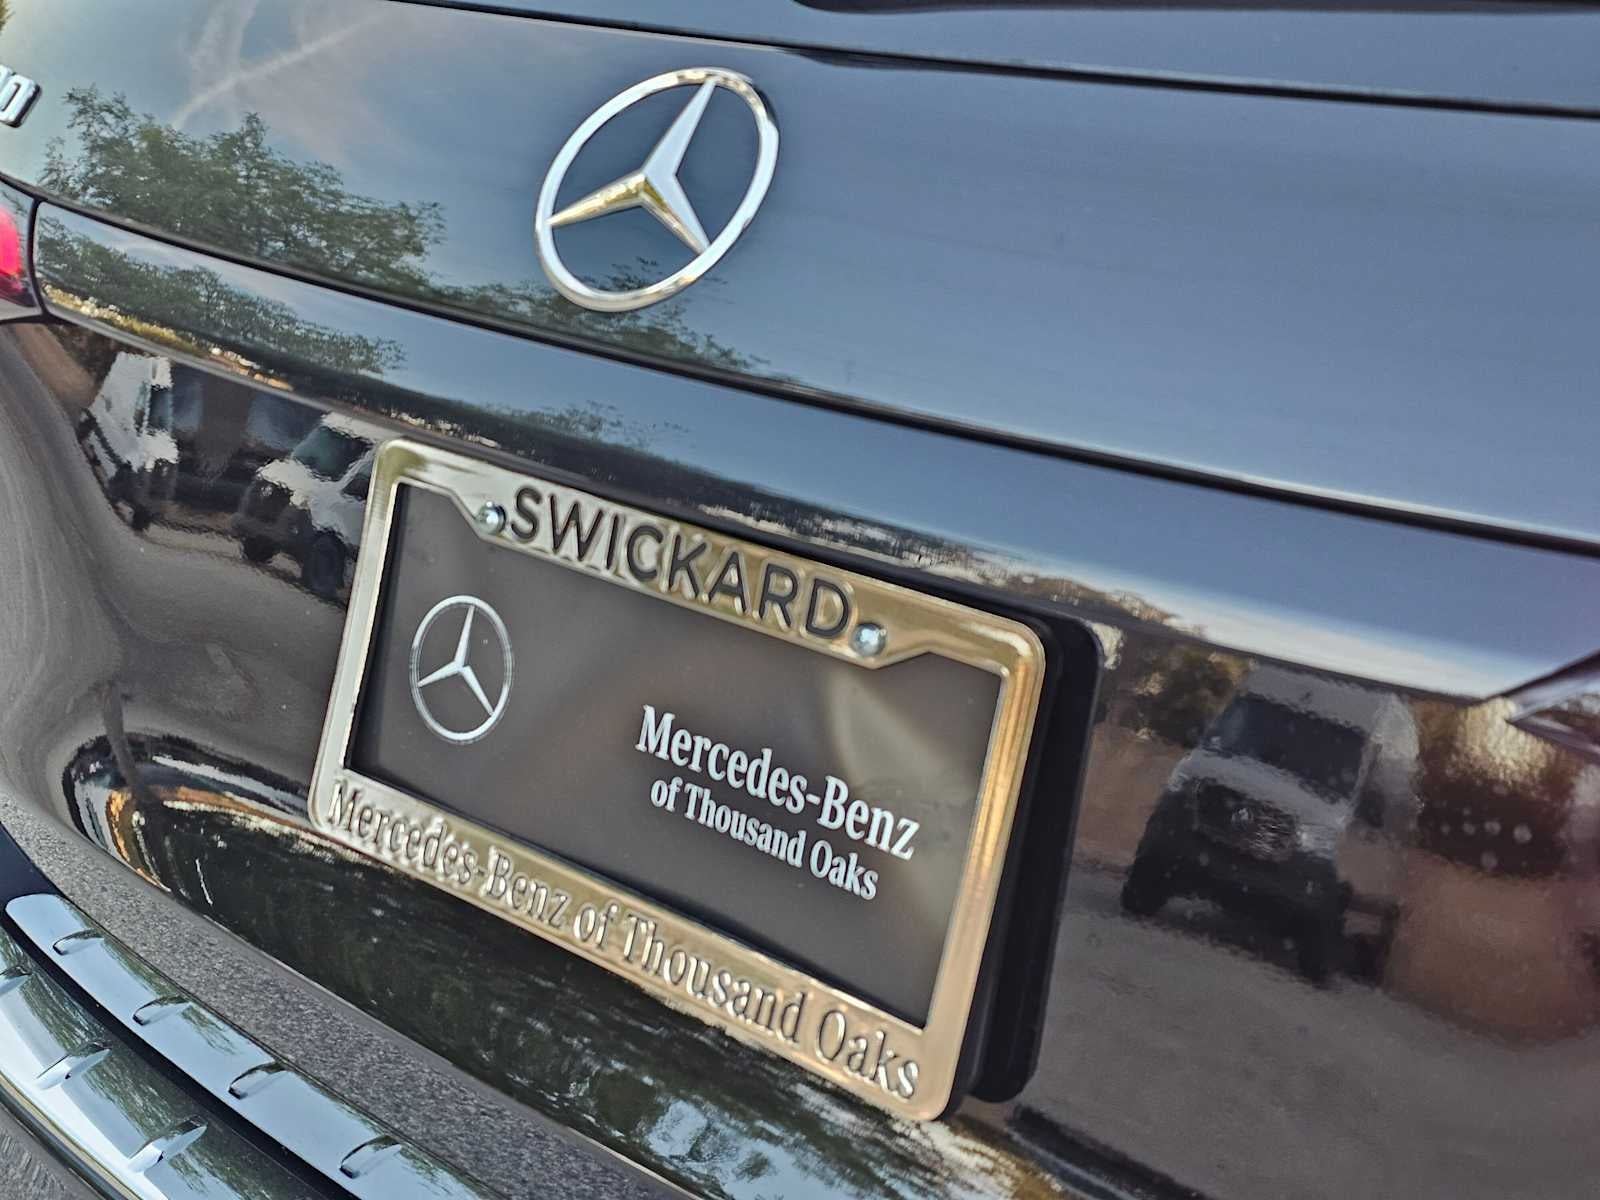 SWICKARD
Mercedes-Benz
of Thousand Oaks
Mercedes-Benz of Thousand Oaks